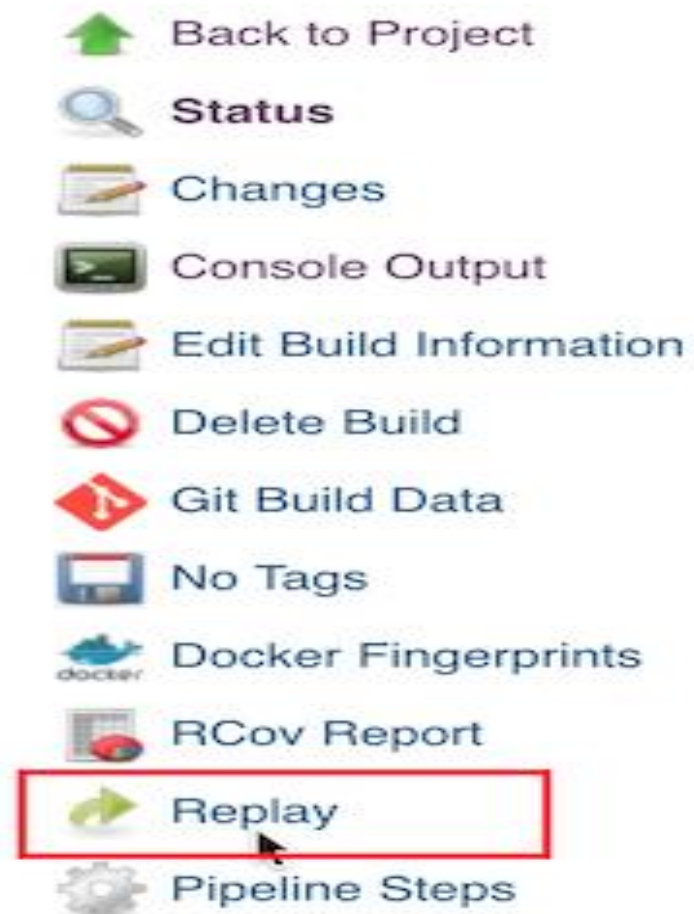 Back to Project
Status
Changes
Console Output
Edit Build Information
Delete Build
Git Build Data
No Tags
docker
Docker Fingerprints
RCov Report
Replay
Pipeline Steps